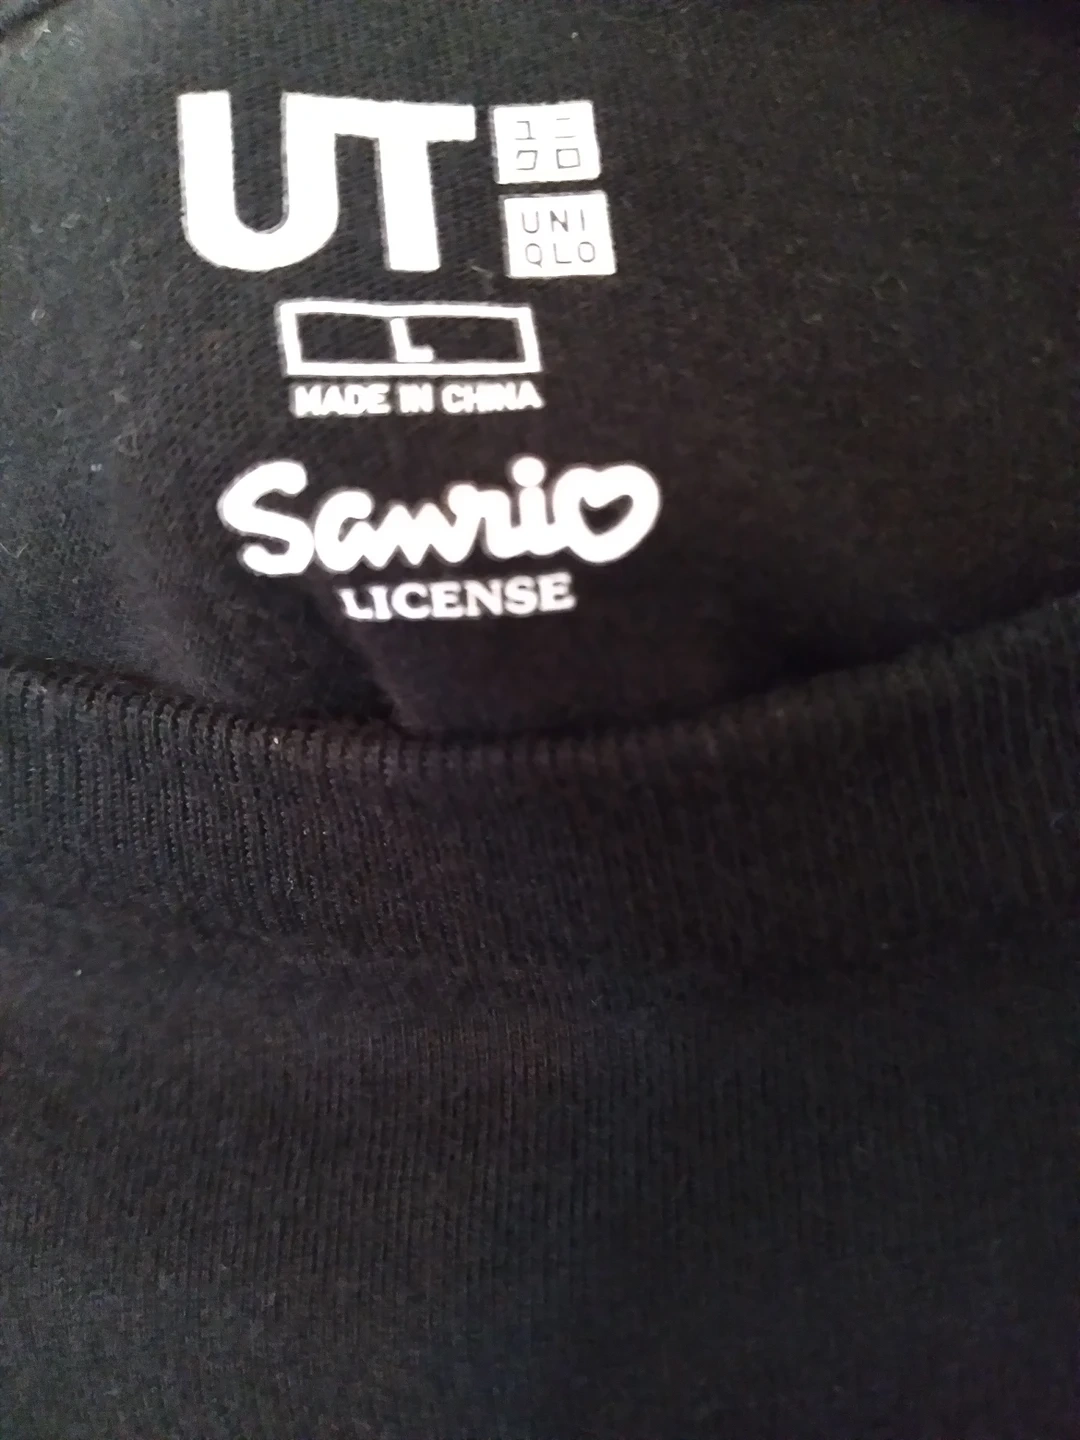 UT ユニ
クロ
UNI
QLO
L
MADE IN CHINA
Sanrio
LICENSE